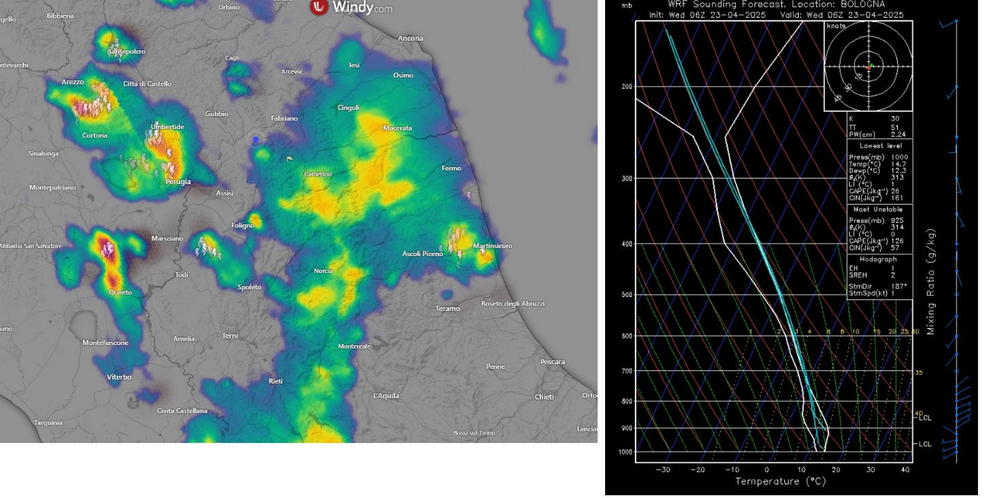 Urbino
Bibbiena
Windy.com
Ancona
Sansepolcro
Cagli
Iesi
Arcevia
Osimo
Arezzo
Città di Castello
Cingoli
Gubbio
Fabriano
Umbertide
Macerata
Cortona
Sinalunga
Fermo
Camerino
Perugia
Montepulciano
Assisi
Foligno
Marsciano
Abbadia San Salvatore
Martinsicuro
Ascoli Piceno
Norcia
Todi
Spoleto
Orvieto
Roseto degli Abruzzi
Teramo
Amelia
Terni
Montefiascone
Montereale
Pescara
Penne
Viterbo
Rieti
L'Aquila
Chieti
Civita Castellana
Tarquinia
Bussi sul Tirino
WRF Sounding Forecast. Location: BOLOGNA
mb
Init: Wed 06Z 23-04-2025 Valid: Wed 06Z 23-04-2025
knots
15
30
45
K 30
TT 51
PW(cm) 2.24
Lowest level
Press(mb) 1000
Temp(°C) 14.7
Dewp(°C) 12.3
θₑ(K) 313
LI (°C) 1
CAPE(Jkg⁻¹) 26
CIN(Jkg⁻¹) 161
Most Unstable
Press(mb) 925
θₑ(K) 314
LI (°C) 0
CAPE(Jkg⁻¹) 126
CIN(Jkg⁻¹) 57
Hodograph
EH 1
SREH 2
StmDir 187°
StmSpd(kt) 1
200
300
400
500
600
700
800
900
1000
1 2 3 4 6 8 10 15 20 25 30
35
40
LCL
LCL
Mixing Ratio (g/kg)
-30 -20 -10 0 10 20 30 40
Temperature (°C)